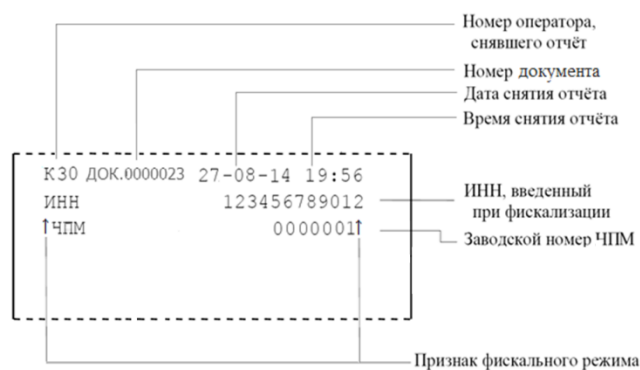 Номер оператора,
снявшего отчёт
Номер документа
Дата снятия отчёта
Время снятия отчёта
К30 ДОК.0000023 27-08-14 19:56
ИНН 123456789012
ИНН, введенный
при фискализации
↑ЧПМ 0000001↑
Заводской номер ЧПМ
Признак фискального режима